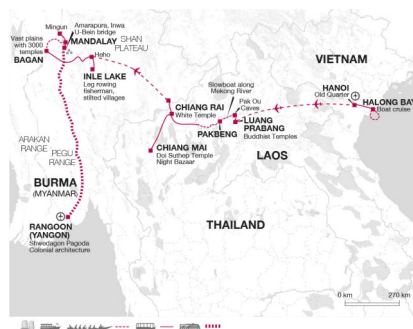 Mingun
Amarapura, Inwa
U-Bein bridge
MANDALAY
SHAN
PLATEAU
Vast plains with 3000
temples
BAGAN
Heho
INLE LAKE
Leg rowing
fisherman,
stilted villages
CHIANG RAI
White Temple
Slowboat along
Mekong River
Pak Ou
Caves
LUANG
PRABANG
Buddhist Temples
PAKBENG
CHIANG MAI
Doi Suthep Temple
Night Bazaar
LAOS
VIETNAM
HANOI
Old Quarter
HALONG BAY
Boat cruise
ARAKAN
RANGE
PEGU
RANGE
BURMA
(MYANMAR)
RANGOON
(YANGON)
Shwedagon Pagoda
Colonial architecture
THAILAND
0 km
270 km